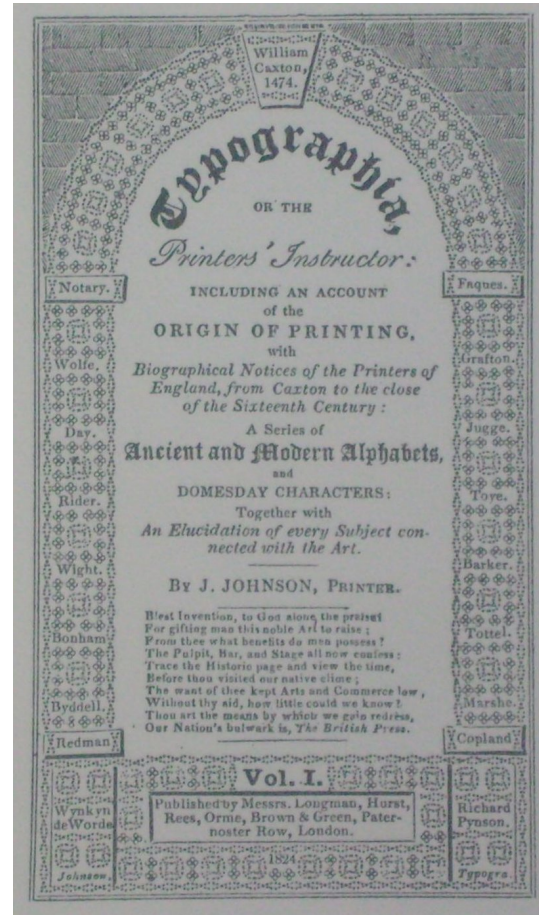 William
Caxton,
1474.
Typographia,
OR THE
Printers' Instructor:
INCLUDING AN ACCOUNT
of the
ORIGIN OF PRINTING,
with
Biographical Notices of the Printers of
England, from Caxton to the close
of the Sixteenth Century:
A Series of
Ancient and Modern Alphabets,
and
DOMESDAY CHARACTERS:
Together with
An Elucidation of every Subject con-
nected with the Art.
BY J. JOHNSON, PRINTER.
Blest Invention, to God alone the praise!
For gifting man this noble Art to raise;
From thee what benefits do men possess!
The Pulpit, Bar, and Stage all now confess:
Trace the Historic page and view the time,
Before thou visited our native clime;
The want of thee kept Arts and Commerce low,
Without thy aid, how little could we know!
Thou art the means by which we gain redress,
Our Nation's bulwark is, The British Press.
Notary.
Wolfe.
Day.
Rider.
Wight.
Bonham
Byddell.
Redman
Faques.
Grafton.
Jugge.
Toye.
Barker.
Tottel.
Marshe.
Copland
Vol. I.
Published by Messrs. Longman, Hurst,
Rees, Orme, Brown & Green, Pater-
noster Row, London.
1824
Wynkyn
de Worde
Johnson.
Richard
Pynson.
Typogra.